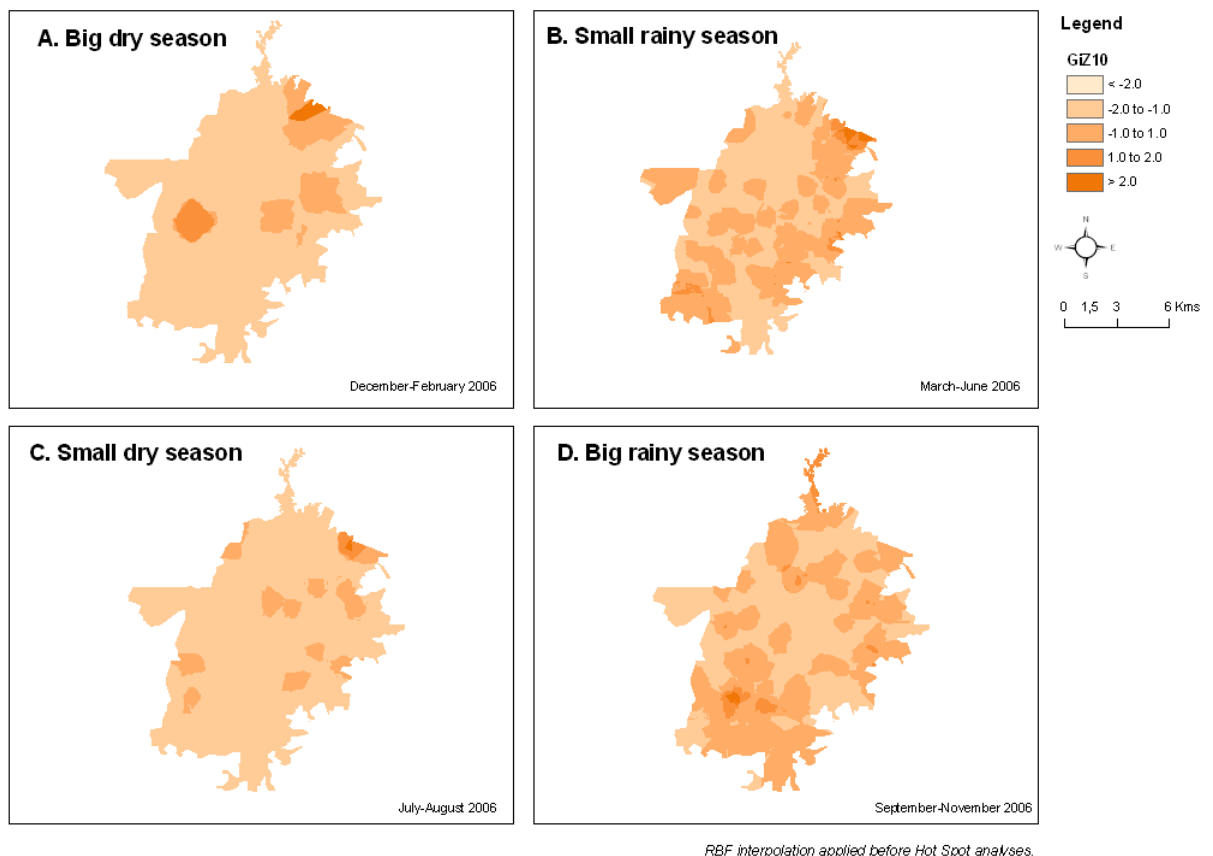 A. Big dry season
December-February 2006
B. Small rainy season
March-June 2006
Legend
GiZ10
< -2.0
-2.0 to -1.0
-1.0 to 1.0
1.0 to 2.0
> 2.0
N
W E
S
0 1,5 3 6 Kms
C. Small dry season
July-August 2006
D. Big rainy season
September-November 2006
RBF interpolation applied before Hot Spot analyses.